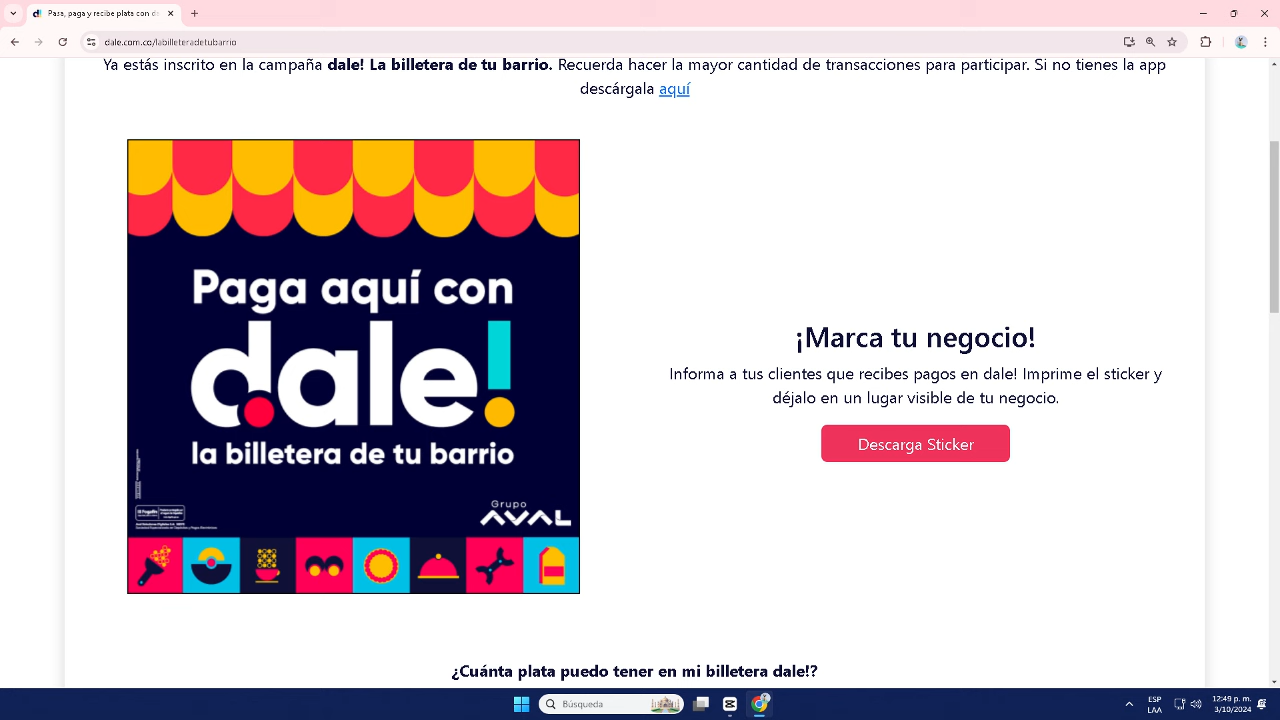 dale! Pasa, paga y recibe plata con da
dale.com.co/labilleteradetubarrio
Ya estás inscrito en la campaña dale! La billetera de tu barrio. Recuerda hacer la mayor cantidad de transacciones para participar. Si no tienes la app
descárgala aquí
Paga aquí con
dale!
la billetera de tu barrio
Grupo
AVAL
¡Marca tu negocio!
Informa a tus clientes que recibes pagos en dale! Imprime el sticker y
déjalo en un lugar visible de tu negocio.
Descarga Sticker
¿Cuánta plata puedo tener en mi billetera dale!?
Búsqueda
ESP
LAA
12:49 p. m.
3/10/2024